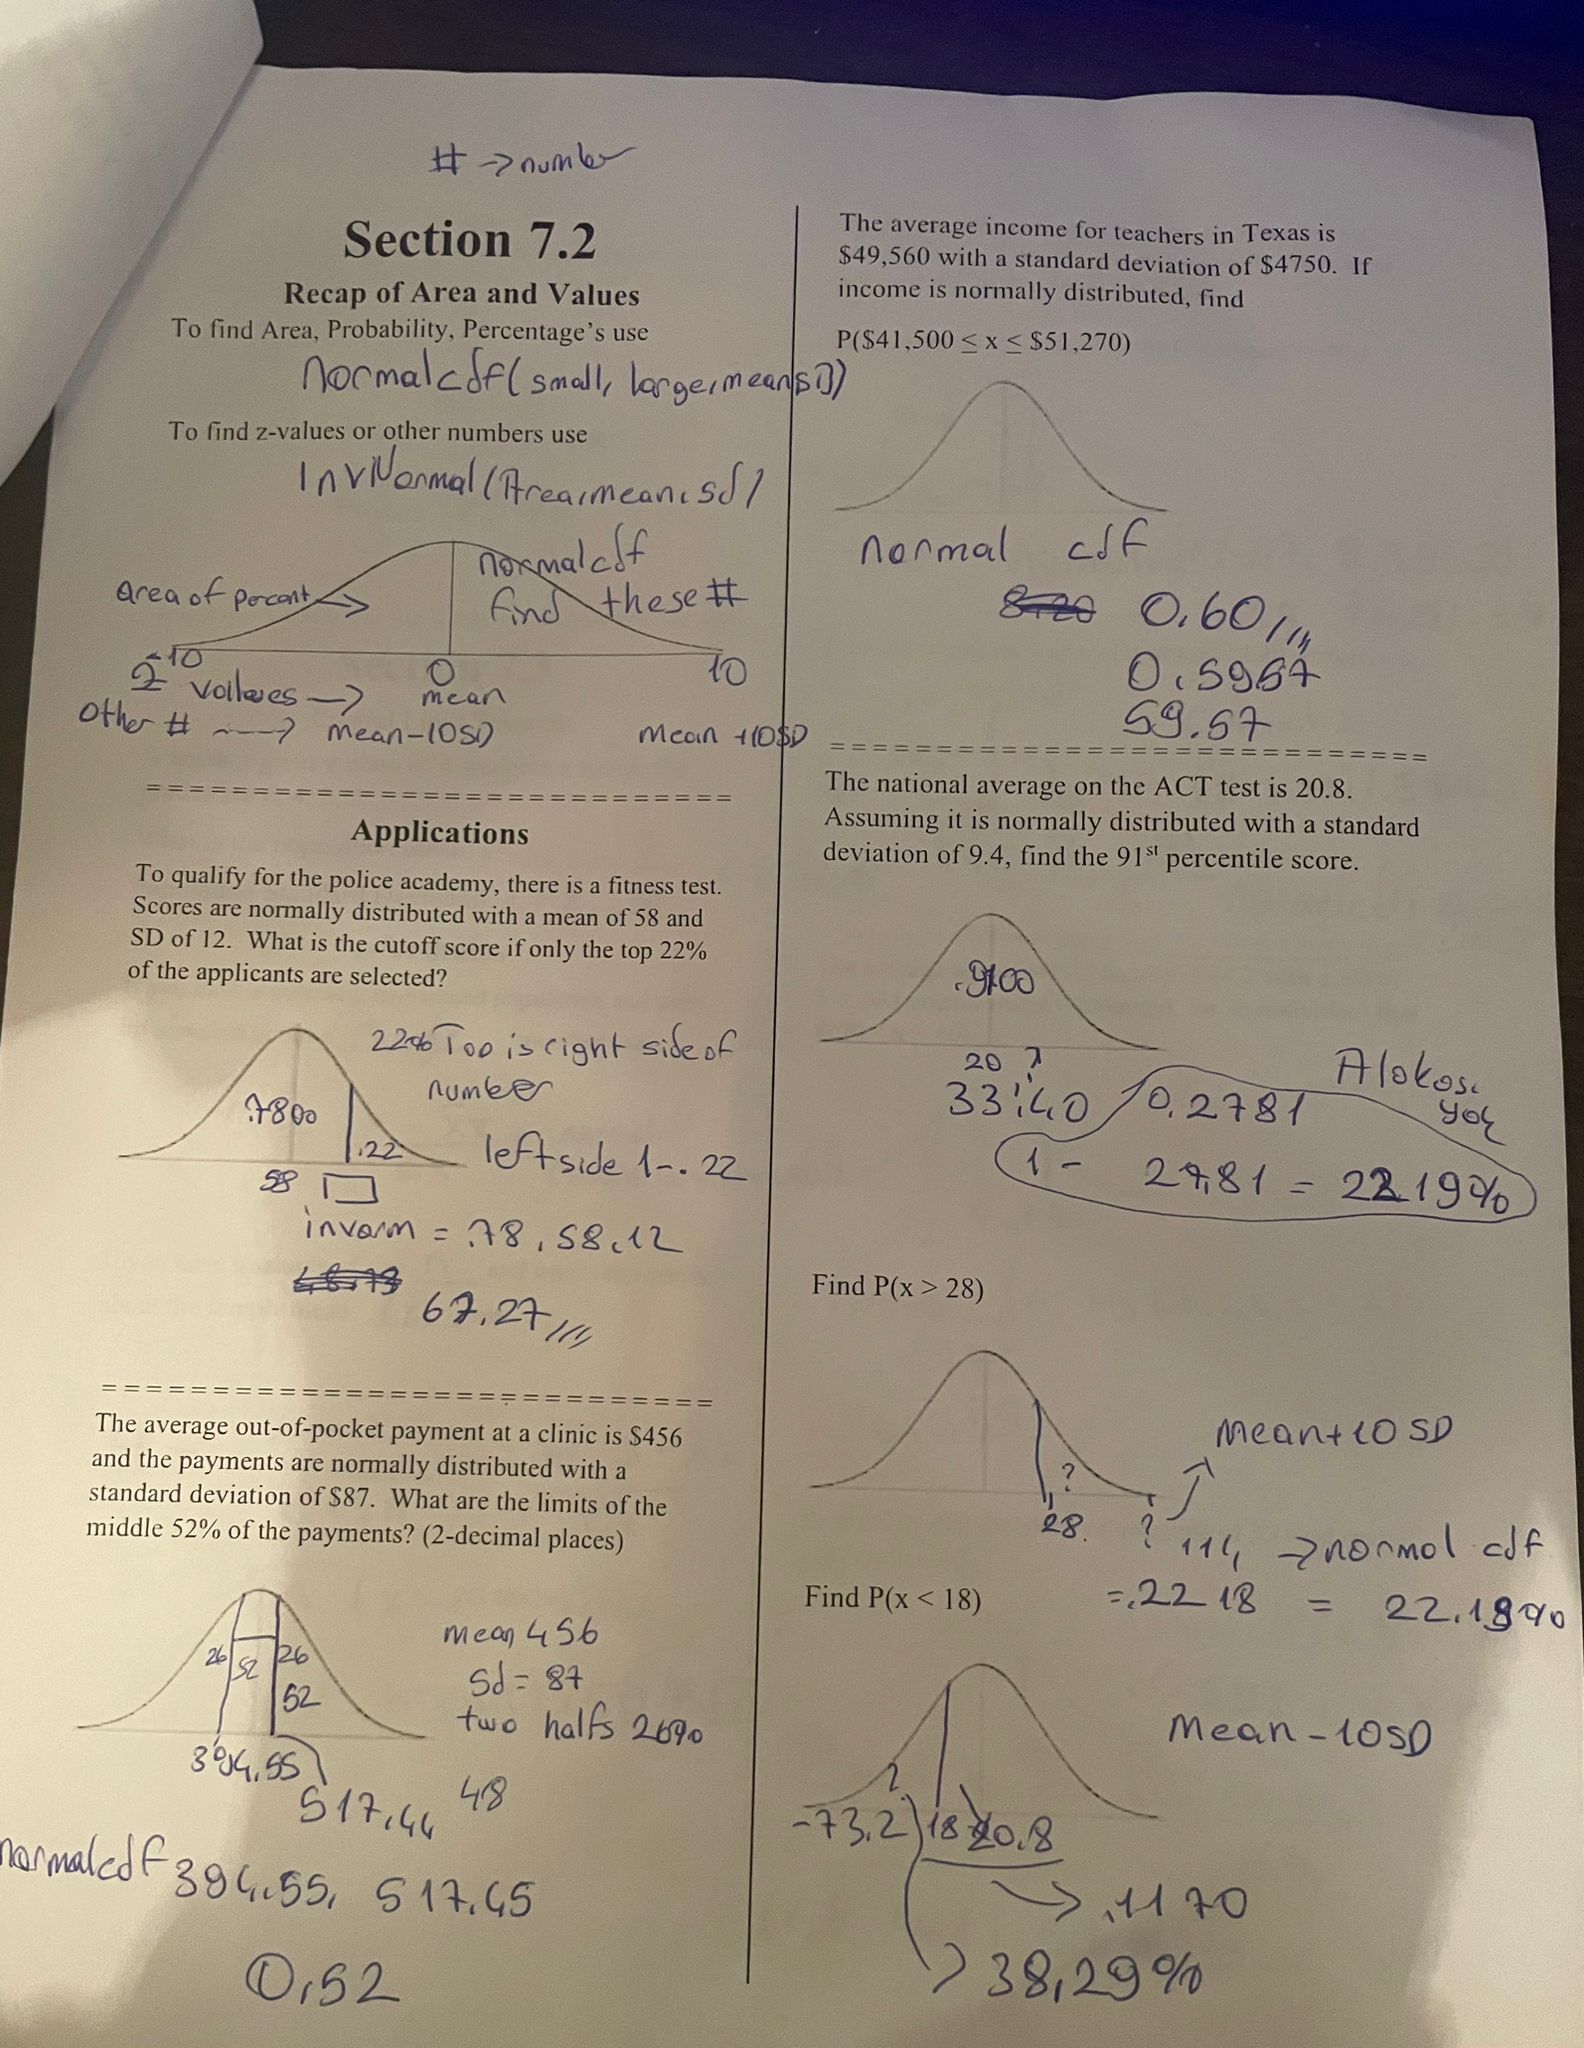 # → number
Section 7.2
Recap of Area and Values
To find Area, Probability, Percentage's use
Normalcdf(small, large, mean, SD)
To find z-values or other numbers use
InvNormal(Area, mean, sd)
area of percent →
normalcdf
find these #
-10 0 10
Z values → mean
other # → mean-10SD mean +10SD
Applications
To qualify for the police academy, there is a fitness test.
Scores are normally distributed with a mean of 58 and
SD of 12. What is the cutoff score if only the top 22%
of the applicants are selected?
22% Top is right side of
number
.7800
.22
left side 1-.22
58
invorm = .78, 58, 12
67.27
The average out-of-pocket payment at a clinic is $456
and the payments are normally distributed with a
standard deviation of $87. What are the limits of the
middle 52% of the payments? (2-decimal places)
26 52 26
52
mean 456
sd = 87
two halfs 26%
394.55
517.44 48
normalcdf 394.55, 517.45
0,52
The average income for teachers in Texas is
$49,560 with a standard deviation of $4750. If
income is normally distributed, find
P($41,500 ≤ x ≤ $51,270)
normal cdf
0.60
0.5967
59.67
The national average on the ACT test is 20.8.
Assuming it is normally distributed with a standard
deviation of 9.4, find the 91st percentile score.
.9100
20 ?
33.40 0.2781
Alakası
yok
1 - 27,81 = 22.19%
Find P(x > 28)
mean+10 SD
?
28. ? 114, → normal cdf
=.2218 = 22.18%
Find P(x < 18)
Mean-10SD
?
-73.2 18 20.8
→ .1170
38,29%